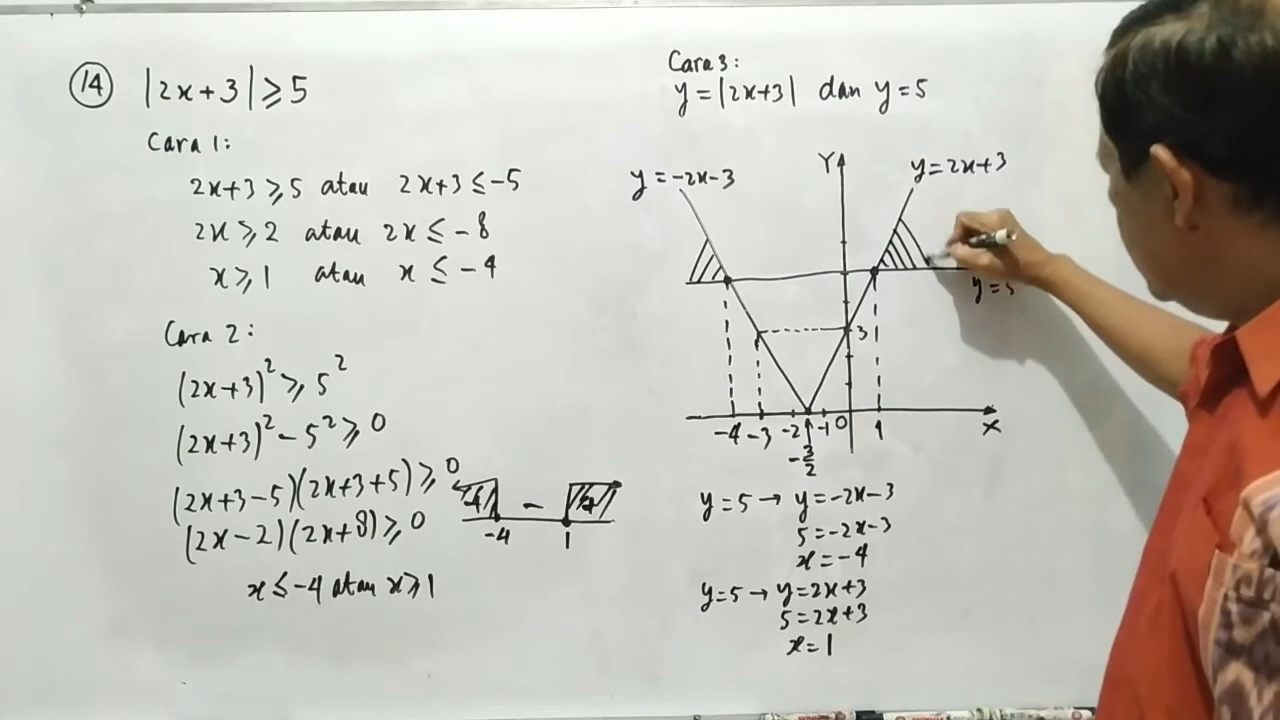 14 |2x+3| ≥ 5
Cara 1:
2x+3 ≥ 5 atau 2x+3 ≤ -5
2x ≥ 2 atau 2x ≤ -8
x ≥ 1 atau x ≤ -4
Cara 2:
(2x+3)² ≥ 5²
(2x+3)² - 5² ≥ 0
(2x+3-5)(2x+3+5) ≥ 0
(2x-2)(2x+8) ≥ 0
+ - +
-4 1
x ≤ -4 atau x ≥ 1
Cara 3:
y = |2x+3| dan y = 5
y = -2x-3
Y
y = 2x+3
y = 5
3
-4 -3 -2 -1 0 1 X
-3/2
y = 5 → y = -2x-3
5 = -2x-3
x = -4
y = 5 → y = 2x+3
5 = 2x+3
x = 1